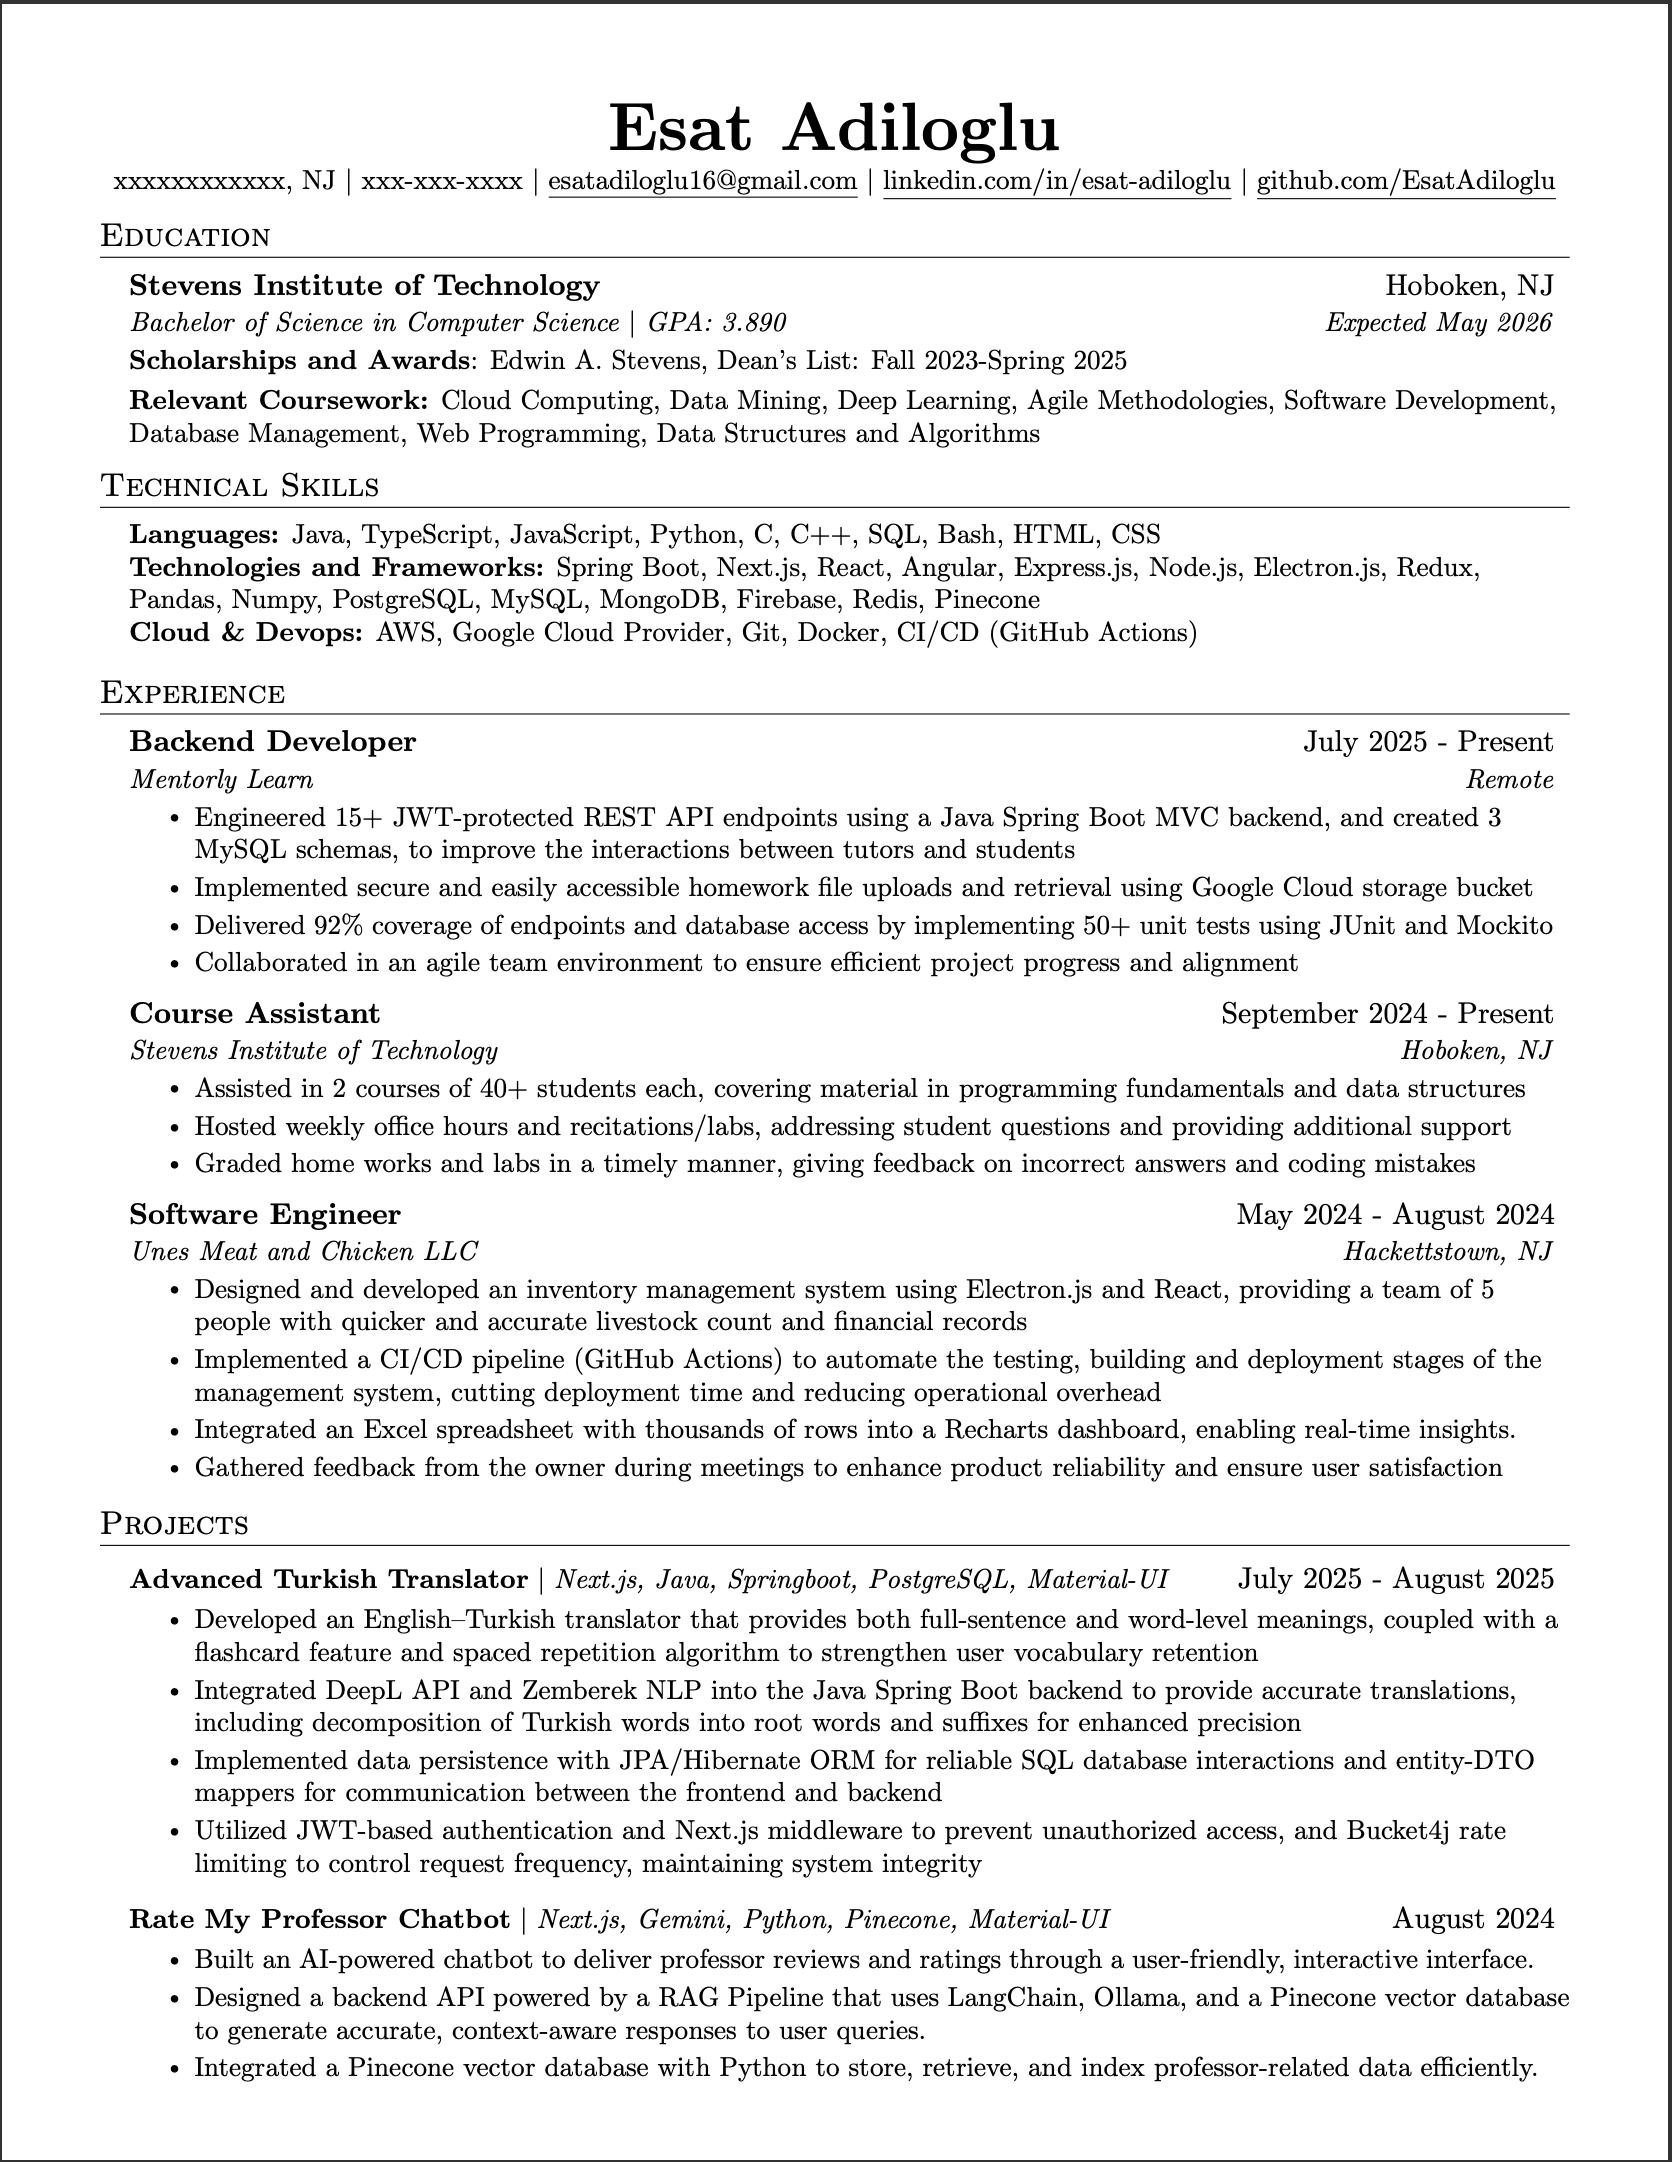 Esat Adiloglu
xxxxxxxxxxxx, NJ | xxx-xxx-xxxx | esatadiloglu16@gmail.com | linkedin.com/in/esat-adiloglu | github.com/EsatAdiloglu
Education
Stevens Institute of Technology Hoboken, NJ
Bachelor of Science in Computer Science | GPA: 3.890 Expected May 2026
Scholarships and Awards: Edwin A. Stevens, Dean's List: Fall 2023-Spring 2025
Relevant Coursework: Cloud Computing, Data Mining, Deep Learning, Agile Methodologies, Software Development,
Database Management, Web Programming, Data Structures and Algorithms
Technical Skills
Languages: Java, TypeScript, JavaScript, Python, C, C++, SQL, Bash, HTML, CSS
Technologies and Frameworks: Spring Boot, Next.js, React, Angular, Express.js, Node.js, Electron.js, Redux,
Pandas, Numpy, PostgreSQL, MySQL, MongoDB, Firebase, Redis, Pinecone
Cloud & Devops: AWS, Google Cloud Provider, Git, Docker, CI/CD (GitHub Actions)
Experience
Backend Developer July 2025 - Present
Mentorly Learn Remote
• Engineered 15+ JWT-protected REST API endpoints using a Java Spring Boot MVC backend, and created 3
MySQL schemas, to improve the interactions between tutors and students
• Implemented secure and easily accessible homework file uploads and retrieval using Google Cloud storage bucket
• Delivered 92% coverage of endpoints and database access by implementing 50+ unit tests using JUnit and Mockito
• Collaborated in an agile team environment to ensure efficient project progress and alignment
Course Assistant September 2024 - Present
Stevens Institute of Technology Hoboken, NJ
• Assisted in 2 courses of 40+ students each, covering material in programming fundamentals and data structures
• Hosted weekly office hours and recitations/labs, addressing student questions and providing additional support
• Graded home works and labs in a timely manner, giving feedback on incorrect answers and coding mistakes
Software Engineer May 2024 - August 2024
Unes Meat and Chicken LLC Hackettstown, NJ
• Designed and developed an inventory management system using Electron.js and React, providing a team of 5
people with quicker and accurate livestock count and financial records
• Implemented a CI/CD pipeline (GitHub Actions) to automate the testing, building and deployment stages of the
management system, cutting deployment time and reducing operational overhead
• Integrated an Excel spreadsheet with thousands of rows into a Recharts dashboard, enabling real-time insights.
• Gathered feedback from the owner during meetings to enhance product reliability and ensure user satisfaction
Projects
Advanced Turkish Translator | Next.js, Java, Springboot, PostgreSQL, Material-UI July 2025 - August 2025
• Developed an English–Turkish translator that provides both full-sentence and word-level meanings, coupled with a
flashcard feature and spaced repetition algorithm to strengthen user vocabulary retention
• Integrated DeepL API and Zemberek NLP into the Java Spring Boot backend to provide accurate translations,
including decomposition of Turkish words into root words and suffixes for enhanced precision
• Implemented data persistence with JPA/Hibernate ORM for reliable SQL database interactions and entity-DTO
mappers for communication between the frontend and backend
• Utilized JWT-based authentication and Next.js middleware to prevent unauthorized access, and Bucket4j rate
limiting to control request frequency, maintaining system integrity
Rate My Professor Chatbot | Next.js, Gemini, Python, Pinecone, Material-UI August 2024
• Built an AI-powered chatbot to deliver professor reviews and ratings through a user-friendly, interactive interface.
• Designed a backend API powered by a RAG Pipeline that uses LangChain, Ollama, and a Pinecone vector database
to generate accurate, context-aware responses to user queries.
• Integrated a Pinecone vector database with Python to store, retrieve, and index professor-related data efficiently.